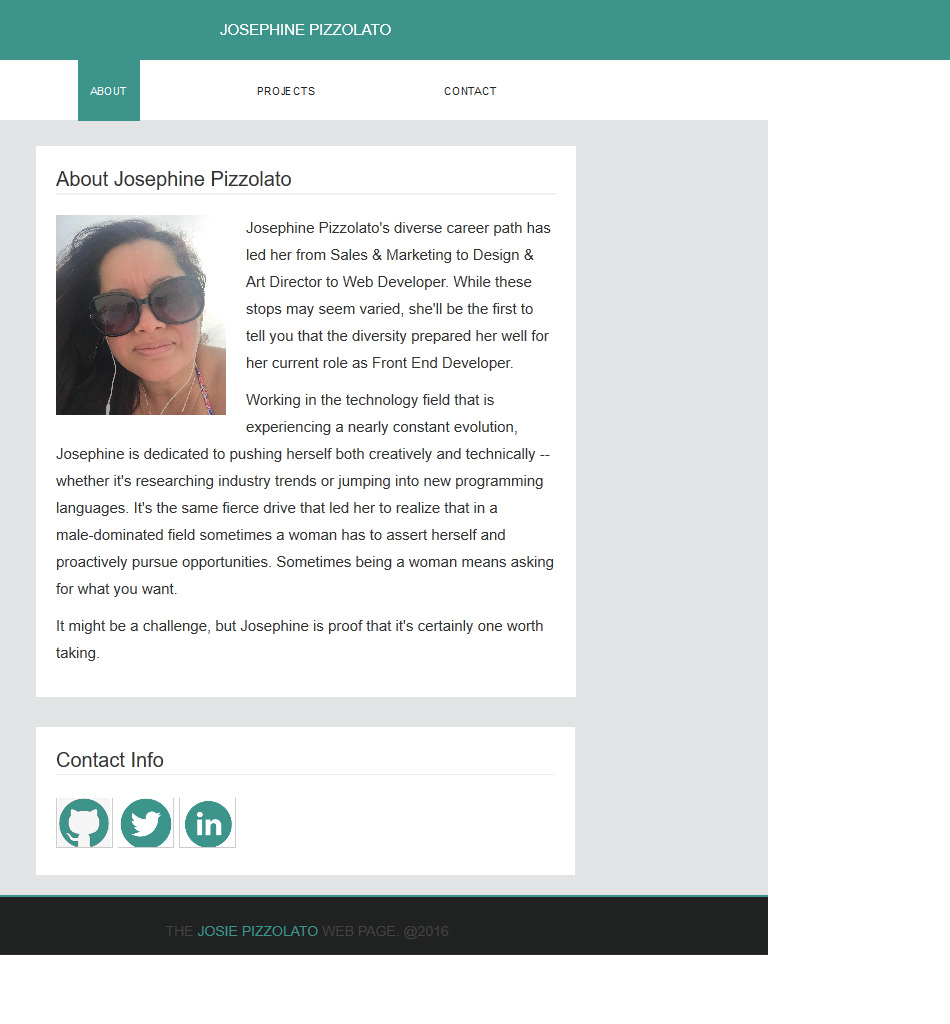 JOSEPHINE PIZZOLATO
ABOUT PROJECTS CONTACT
About Josephine Pizzolato
Josephine Pizzolato's diverse career path has
led her from Sales & Marketing to Design &
Art Director to Web Developer. While these
stops may seem varied, she'll be the first to
tell you that the diversity prepared her well for
her current role as Front End Developer.
Working in the technology field that is
experiencing a nearly constant evolution,
Josephine is dedicated to pushing herself both creatively and technically --
whether it's researching industry trends or jumping into new programming
languages. It's the same fierce drive that led her to realize that in a
male-dominated field sometimes a woman has to assert herself and
proactively pursue opportunities. Sometimes being a woman means asking
for what you want.
It might be a challenge, but Josephine is proof that it's certainly one worth
taking.
Contact Info
in
THE JOSIE PIZZOLATO WEB PAGE. @2016